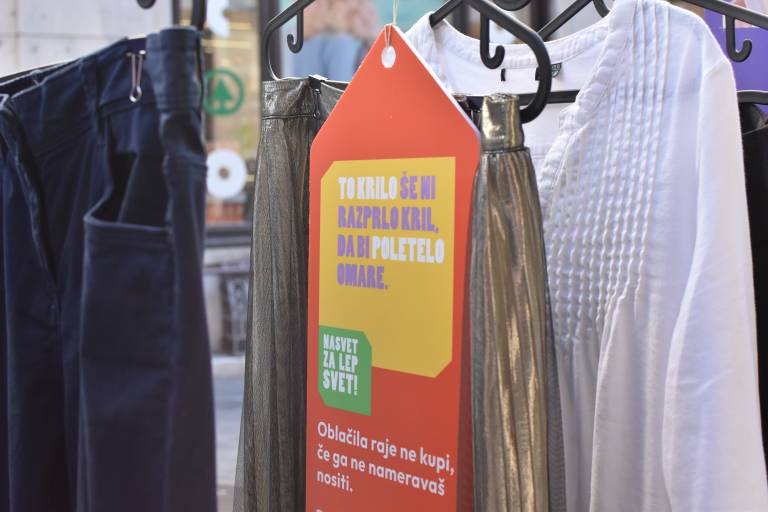 TO KRILO ŠE NI
RAZPRLO KRIL,
DA BI POLETELO
OMARE.
NASVET
ZA LEP
SVET!
Oblačila raje ne kupi,
če ga ne nameravaš
nositi.